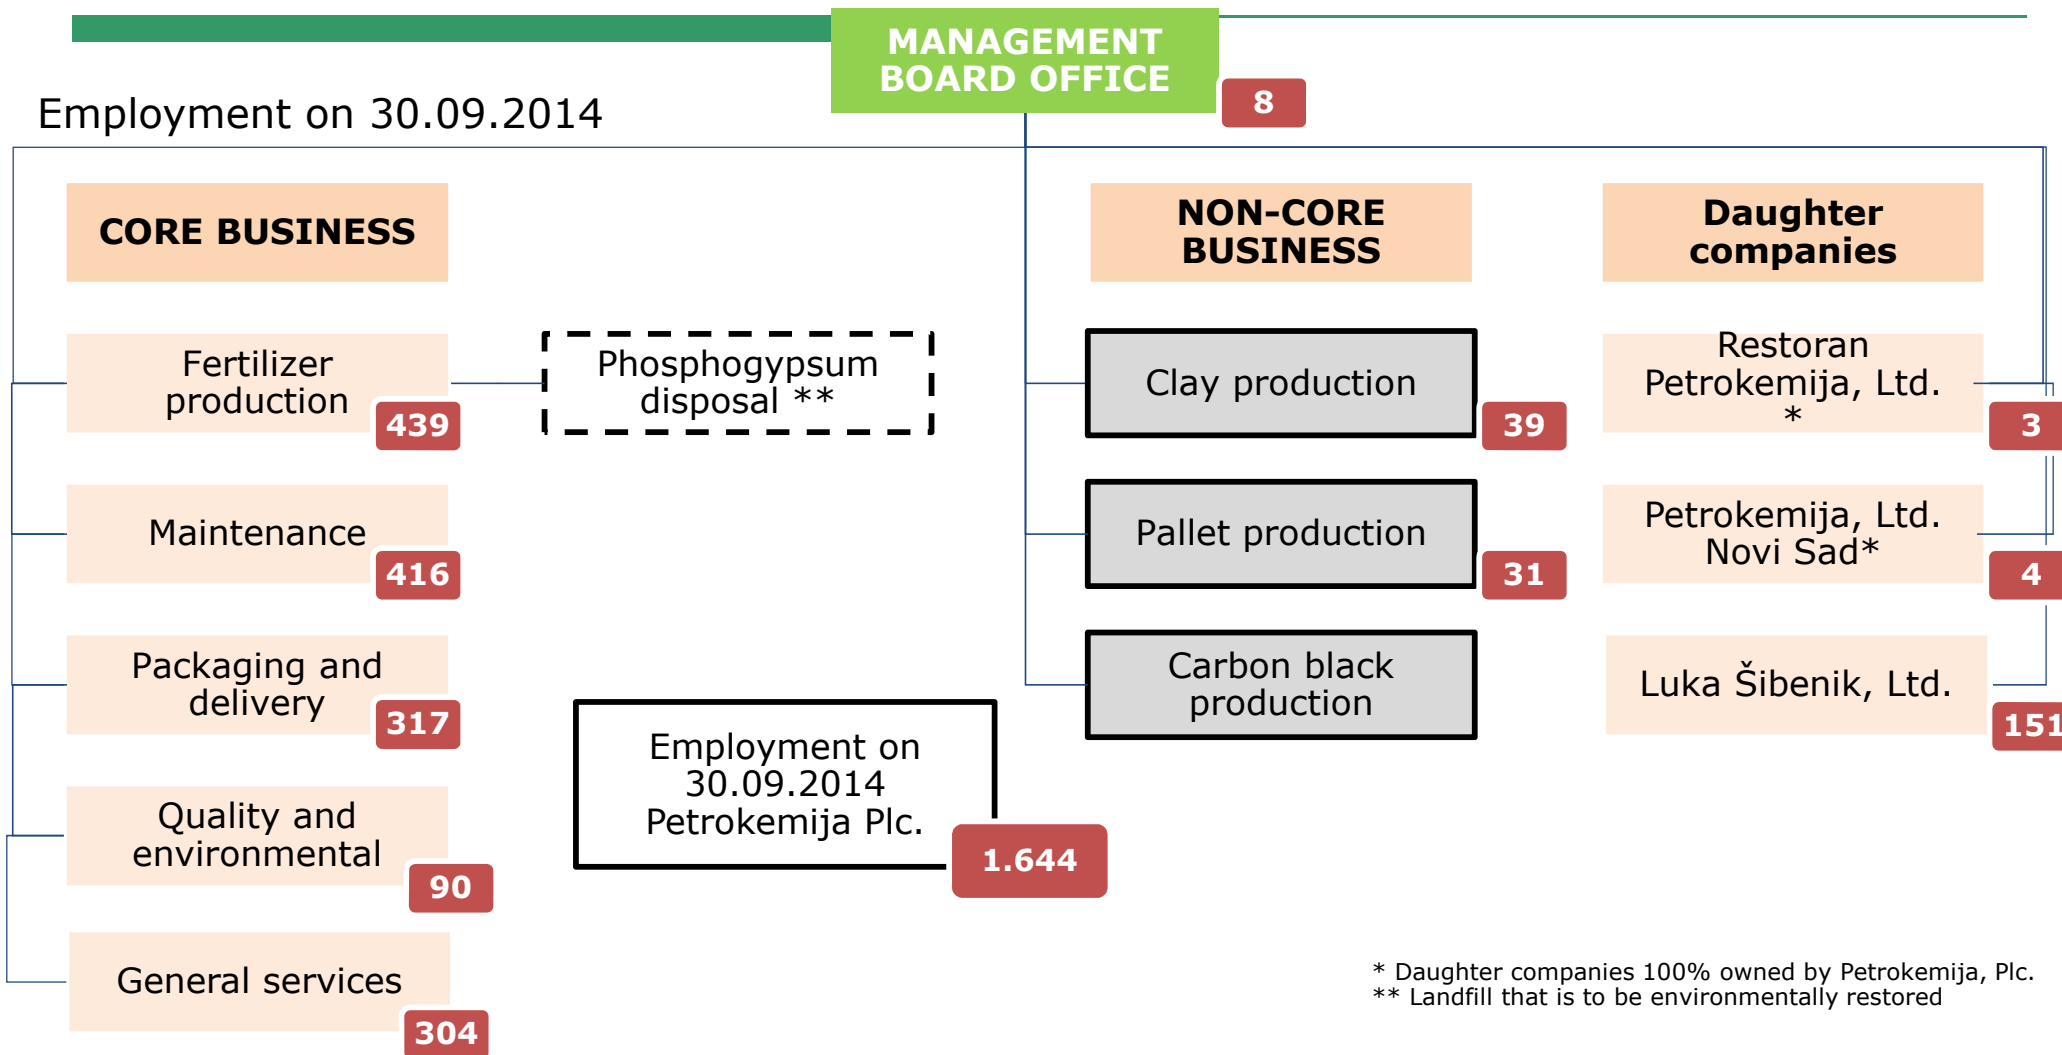 MANAGEMENT
BOARD OFFICE
8
Employment on 30.09.2014
CORE BUSINESS
Fertilizer
production
439
Phosphogypsum
disposal **
Maintenance
416
Packaging and
delivery
317
Quality and
environmental
90
General services
304
Employment on
30.09.2014
Petrokemija Plc.
1.644
NON-CORE
BUSINESS
Clay production
39
Pallet production
31
Carbon black
production
Daughter
companies
Restoran
Petrokemija, Ltd.
*
3
Petrokemija, Ltd.
Novi Sad*
4
Luka Šibenik, Ltd.
151
* Daughter companies 100% owned by Petrokemija, Plc.
** Landfill that is to be environmentally restored